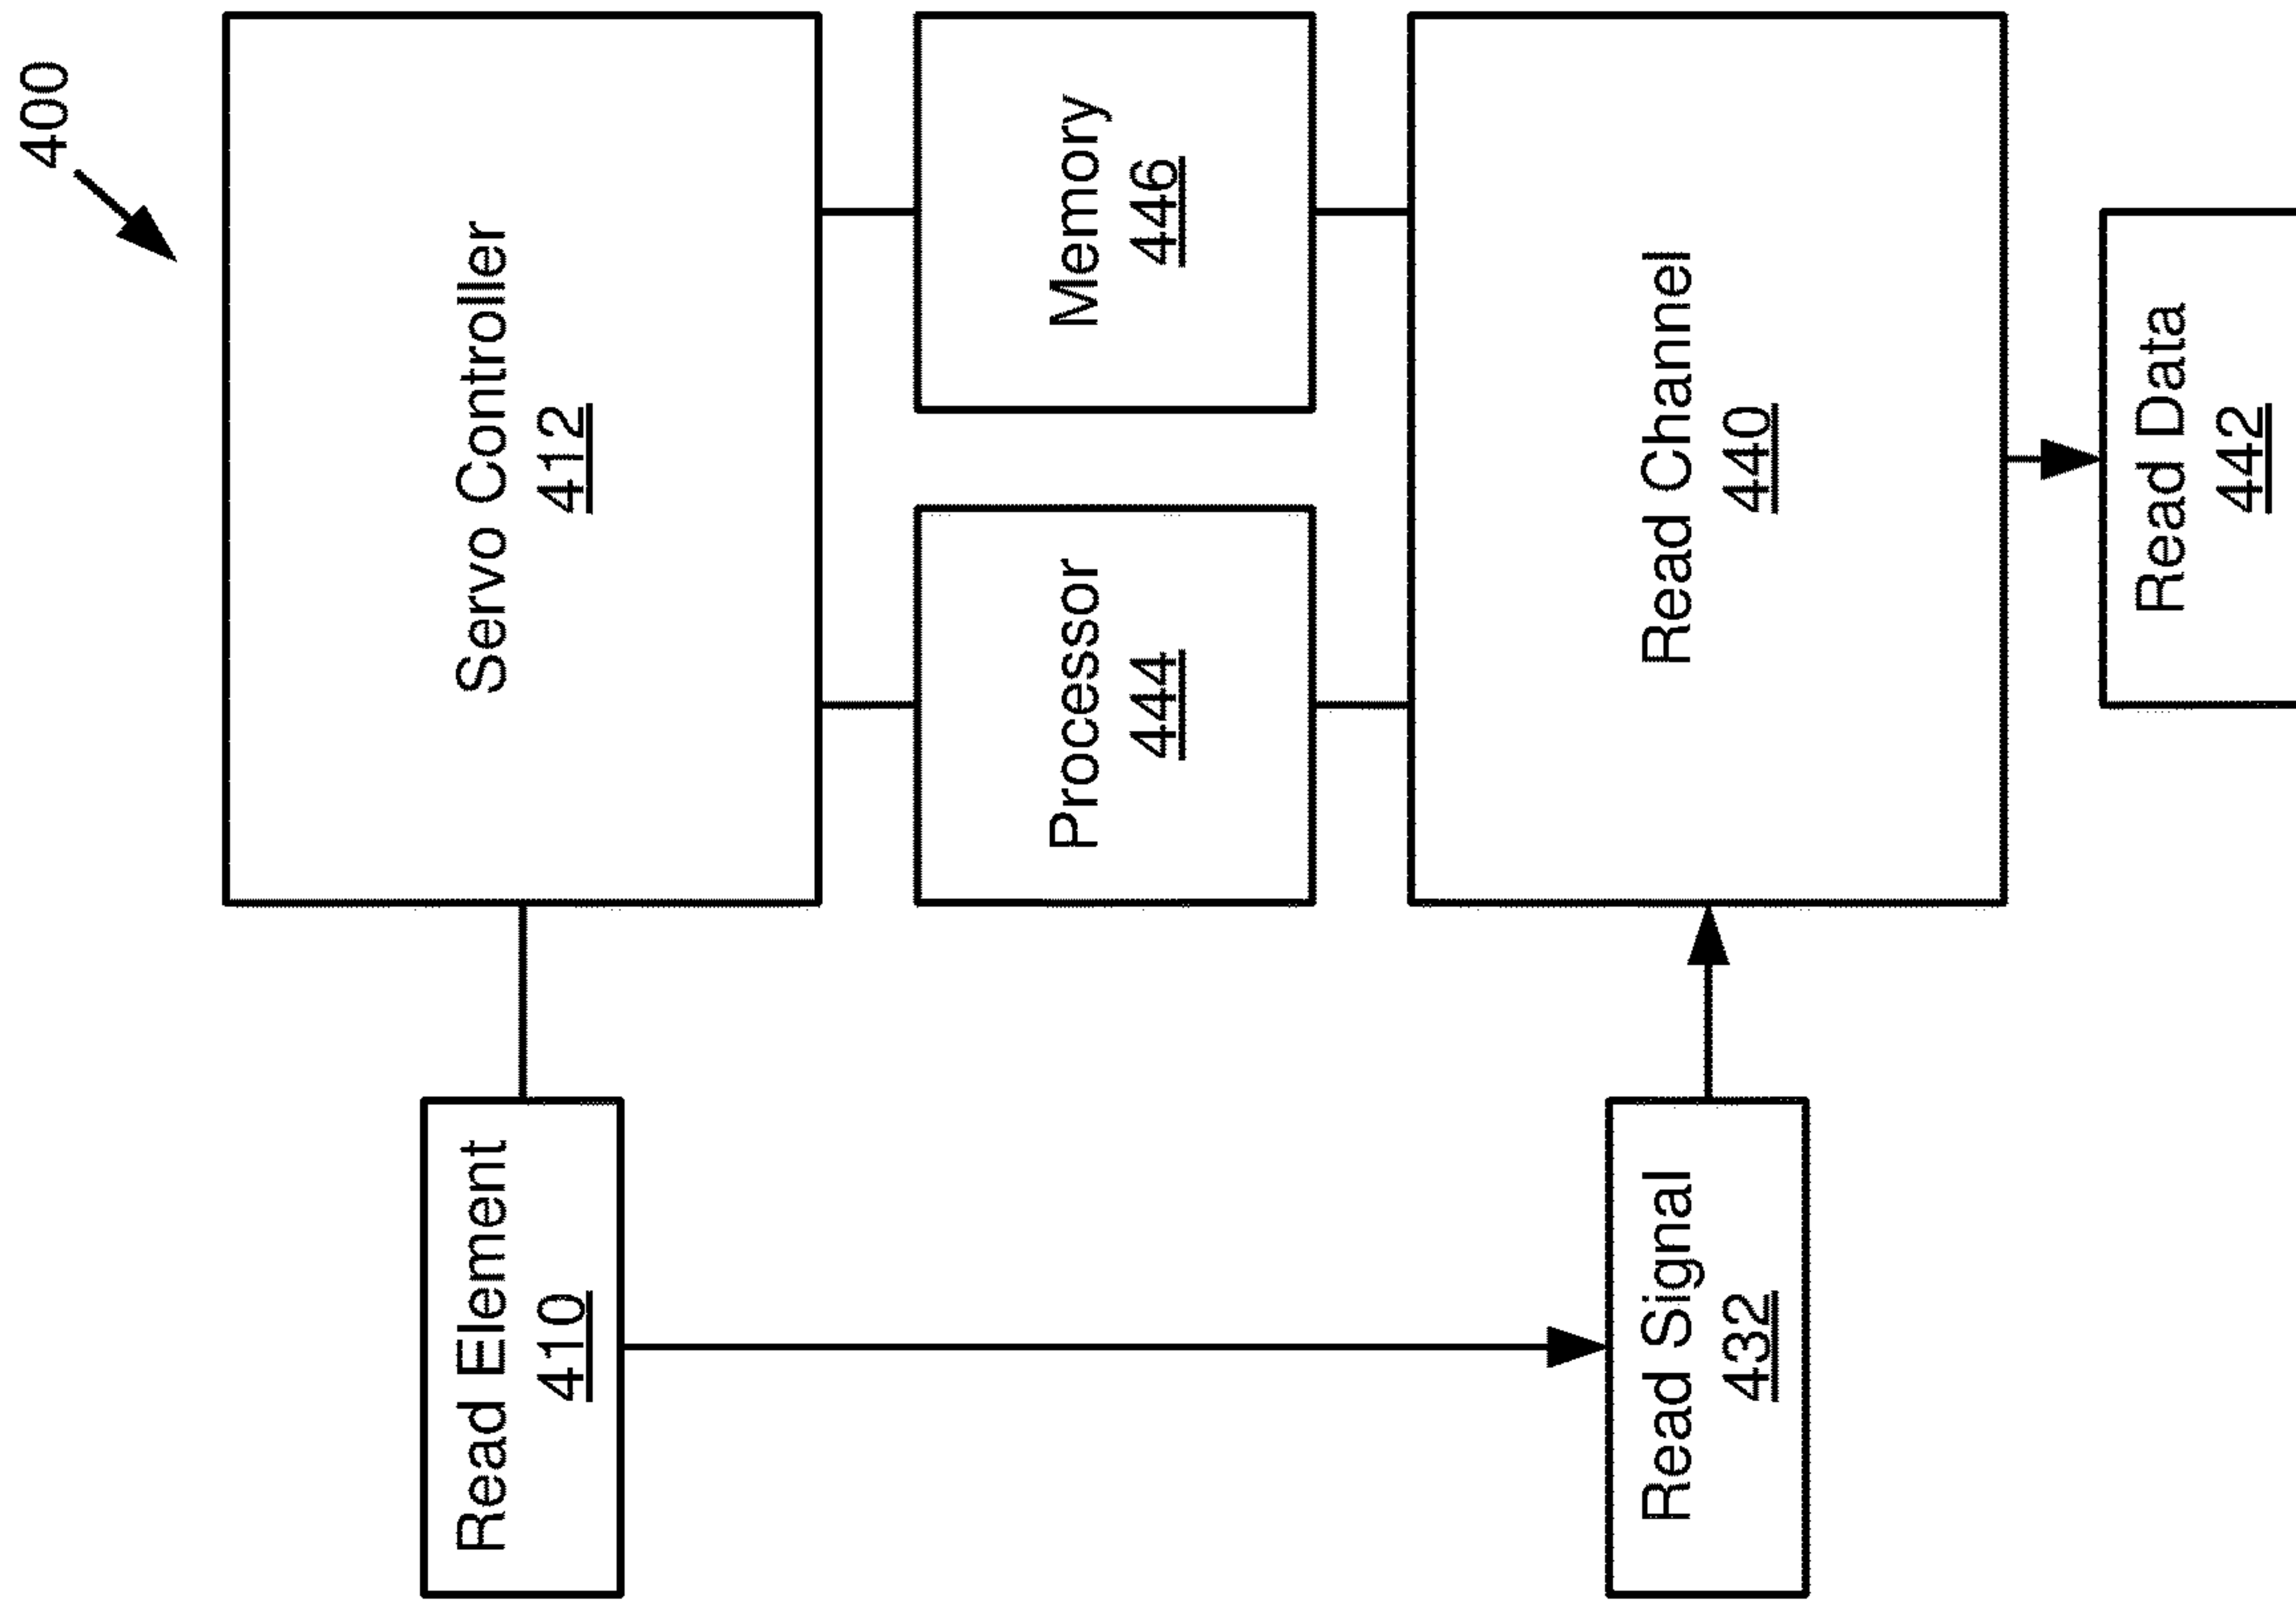 400
Servo Controller
412
Processor
444
Memory
446
Read Channel
440
Read Data
442
Read Element
410
Read Signal
432